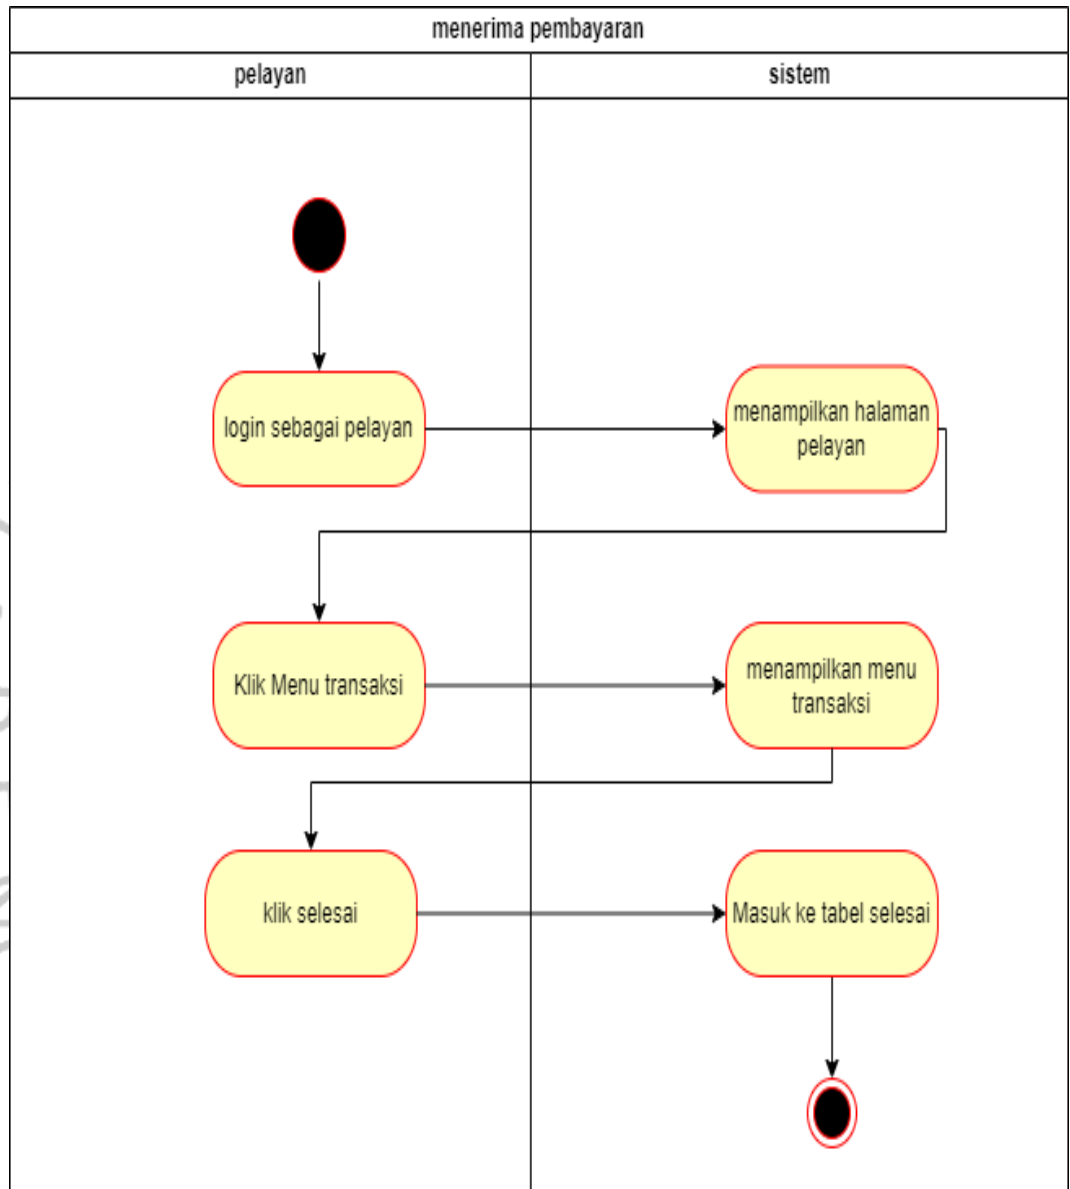 menerima pembayaran
pelayan
sistem
login sebagai pelayan
menampilkan halaman
pelayan
Klik Menu transaksi
menampilkan menu
transaksi
klik selesai
Masuk ke tabel selesai